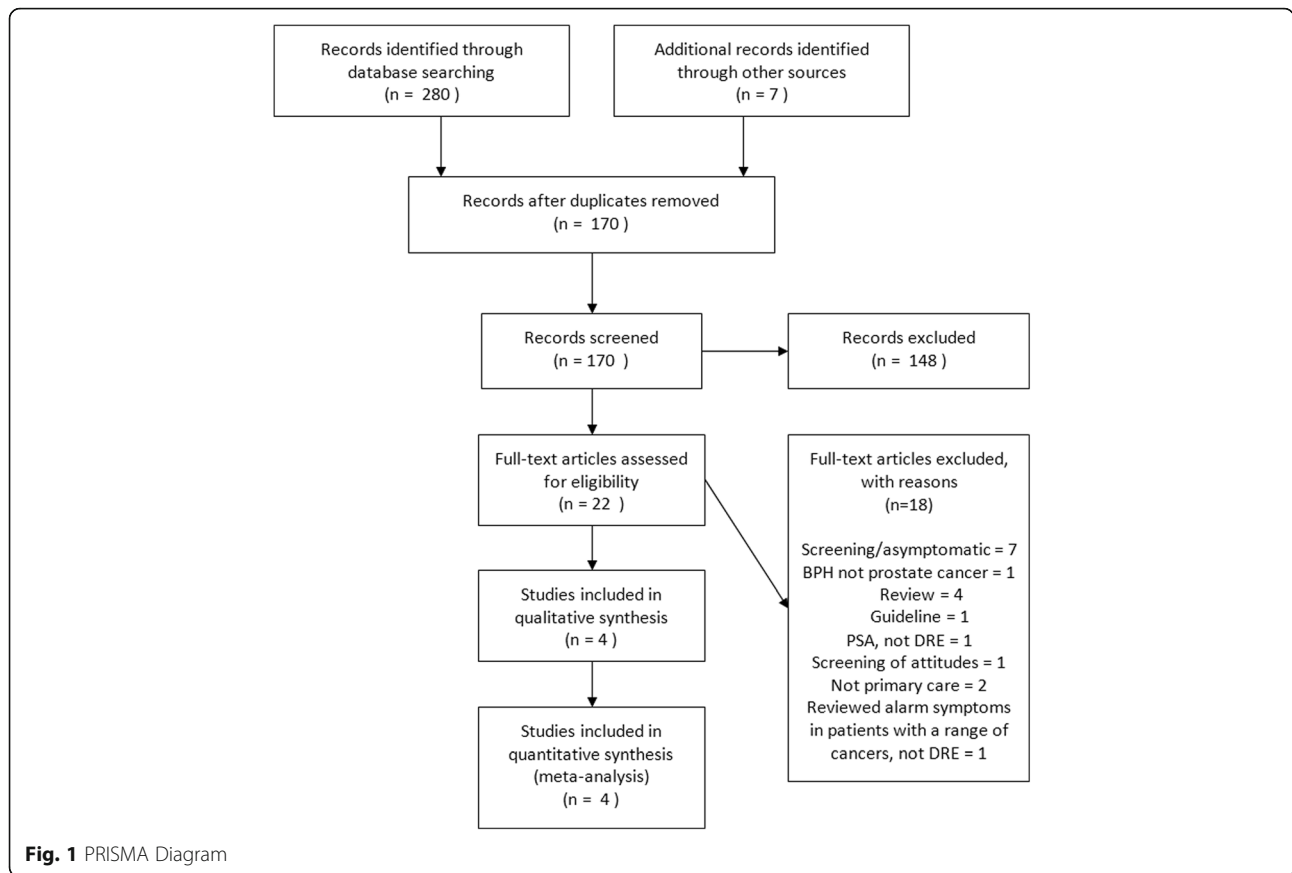 Records identified through
database searching
(n = 280 )
Additional records identified
through other sources
(n = 7 )
Records after duplicates removed
(n = 170 )
Records screened
(n = 170 )
Records excluded
(n = 148 )
Full-text articles assessed
for eligibility
(n = 22 )
Full-text articles excluded,
with reasons
(n=18)
Screening/asymptomatic = 7
BPH not prostate cancer = 1
Review = 4
Guideline = 1
PSA, not DRE = 1
Screening of attitudes = 1
Not primary care = 2
Reviewed alarm symptoms
in patients with a range of
cancers, not DRE = 1
Studies included in
qualitative synthesis
(n = 4 )
Studies included in
quantitative synthesis
(meta-analysis)
(n = 4 )
Fig. 1 PRISMA Diagram